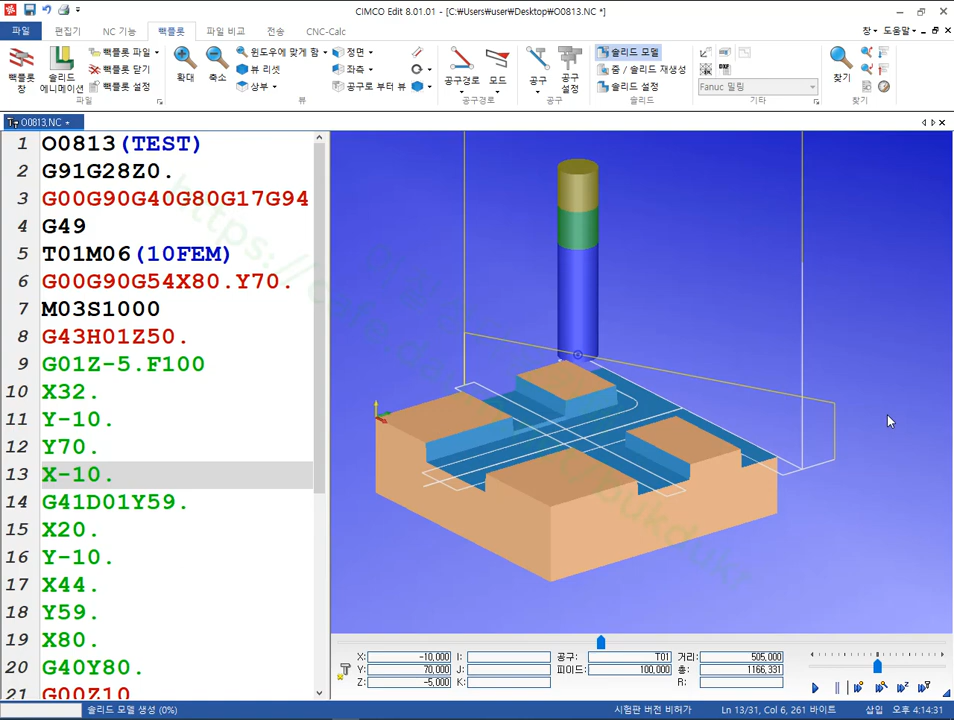 CIMCO Edit 8.01.01 - [C:₩Users₩user₩Desktop₩O0813.NC *]
파일 편집기 NC 기능 백플롯 파일 비교 전송 CNC-Calc 창 도움말
백플롯 창
솔리드 에니메이션
백플롯 파일
백플롯 닫기
백플롯 설정
파일
확대
축소
윈도우에 맞게 함
뷰 리셋
상부
정면
좌측
공구로 부터 뷰
뷰
공구경로
모드
공구경로
공구
공구 설정
공구
솔리드 모델
툴 / 솔리드 재생성
솔리드 설정
솔리드
DXF
Fanuc 밀링
기타
찾기
찾기
O0813.NC *
1 O0813(TEST)
2 G91G28Z0.
3 G00G90G40G80G17G94
4 G49
5 T01M06(10FEM)
6 G00G90G54X80.Y70.
7 M03S1000
8 G43H01Z50.
9 G01Z-5.F100
10 X32.
11 Y-10.
12 Y70.
13 X-10.
14 G41D01Y59.
15 X20.
16 Y-10.
17 X44.
18 Y59.
19 X80.
20 G40Y80.
21 G00Z10
X: -10,000 I: 공구: T01 거리: 505,000
Y: 70,000 J: 피이드: 100,000 총: 1166,331
Z: -5,000 K: R:
솔리드 모델 생성 (0%) 시험판 버전 비허가 Ln 13/31, Col 6, 261 바이트 삽입 오후 4:14:31